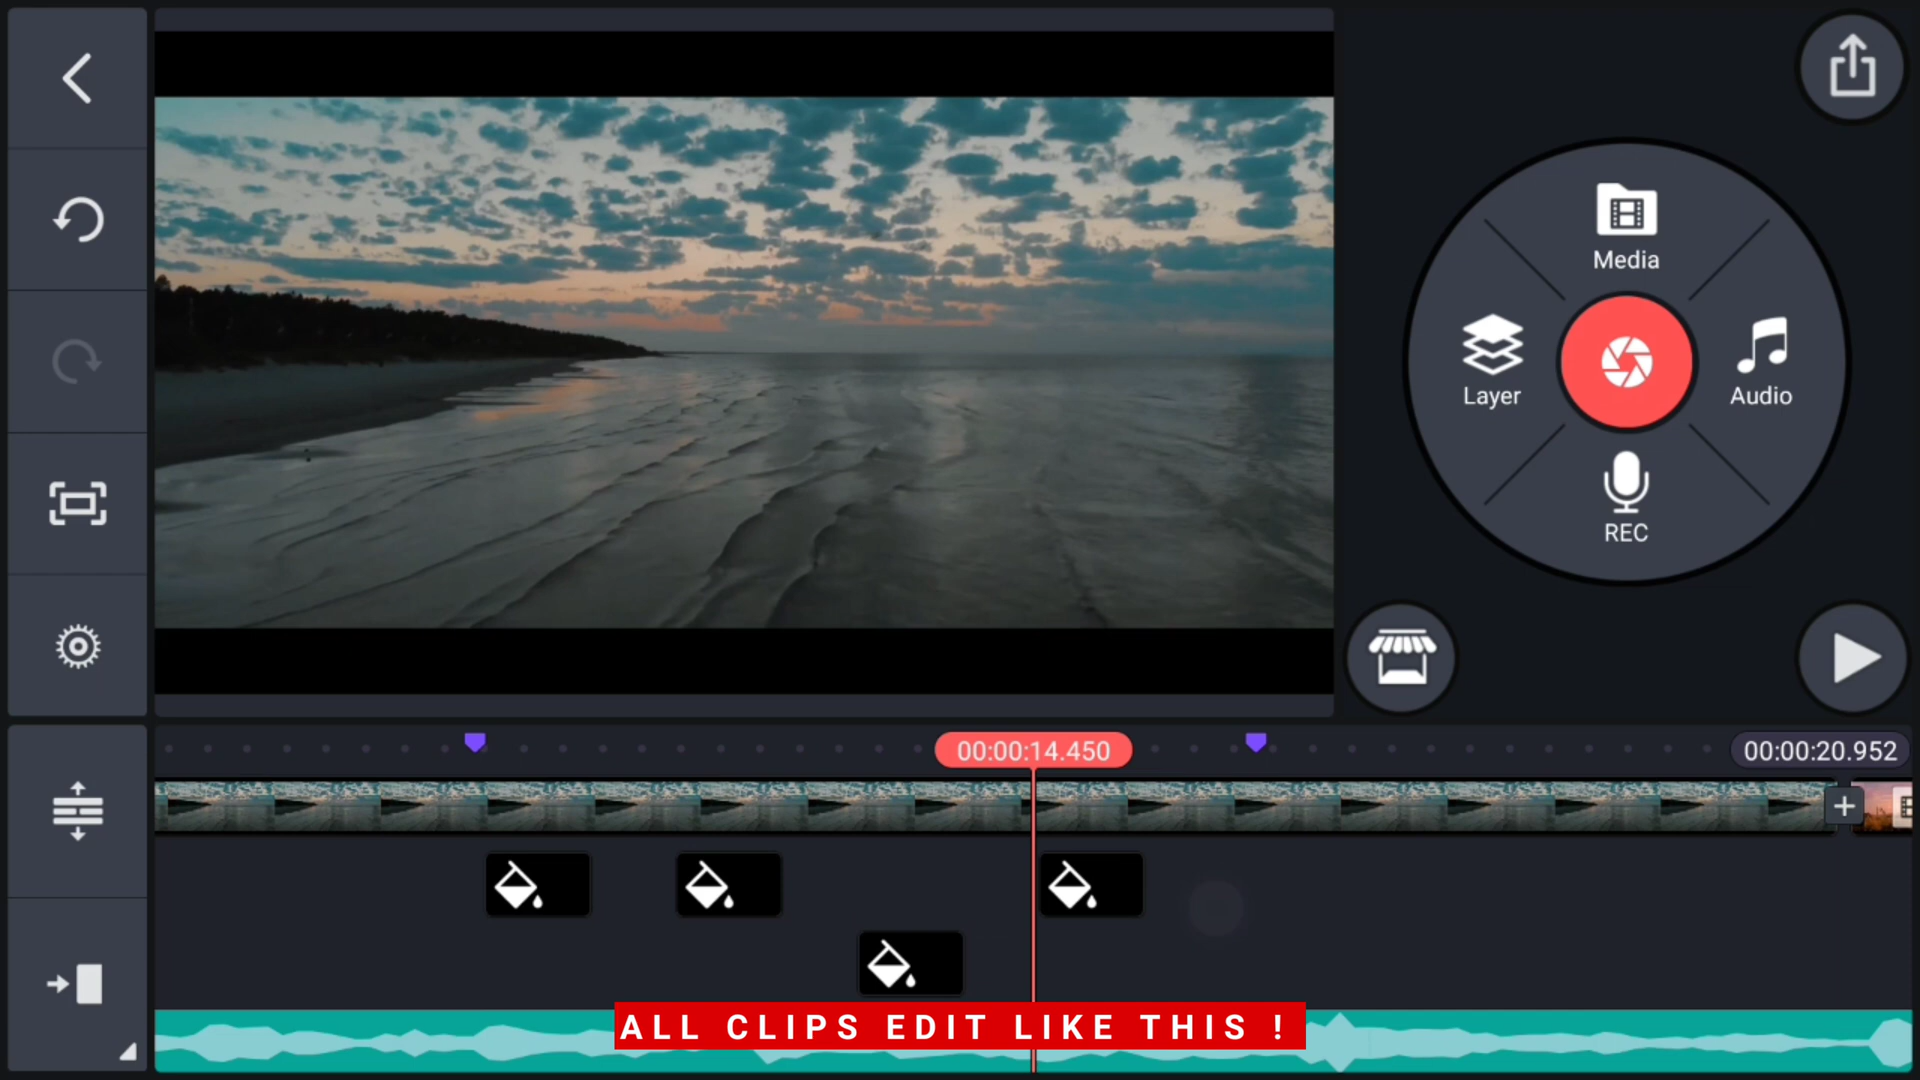 Media
Layer
Audio
REC
00:00:14.450
00:00:20.952
ALL CLIPS EDIT LIKE THIS !